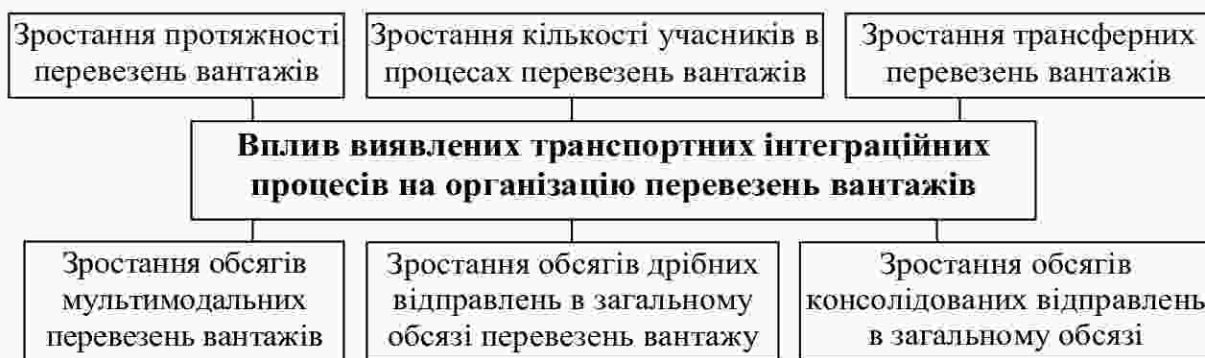 Зростання протяжності
перевезень вантажів
Зростання кількості учасників в
процесах перевезень вантажів
Зростання трансферних
перевезень вантажів
Вплив виявлених транспортних інтеграційних
процесів на організацію перевезень вантажів
Зростання обсягів
мультимодальних
перевезень вантажів
Зростання обсягів дрібних
відправлень в загальному
обсязі перевезень вантажу
Зростання обсягів
консолідованих відправлень
в загальному обсязі